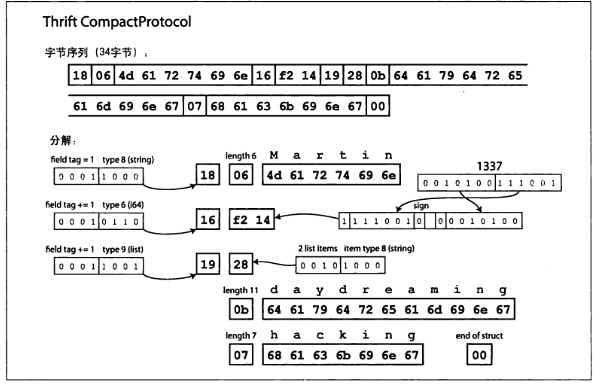 Thrift CompactProtocol
字节序列（34字节）：
18 06 4d 61 72 74 69 6e 16 f2 14 19 28 0b 64 61 79 64 72 65
61 6d 69 6e 67 07 68 61 63 6b 69 6e 67 00
分解：
field tag = 1 type 8 (string)
0 0 0 1 1 0 0 0
18
length 6
06
M a r t i n
4d 61 72 74 69 6e
1337
0 0 1 0 1 0 0 1 1 1 0 0 1
field tag += 1 type 6 (i64)
0 0 0 1 0 1 1 0
16
f2 14
sign
1 1 1 1 0 0 1 0 0 0 0 1 0 1 0 0
field tag += 1 type 9 (list)
0 0 0 1 1 0 0 1
19
28
2 list items item type 8 (string)
0 0 1 0 1 0 0 0
length 11
0b
d a y d r e a m i n g
64 61 79 64 72 65 61 6d 69 6e 67
length 7
07
h a c k i n g
68 61 63 6b 69 6e 67
end of struct
00